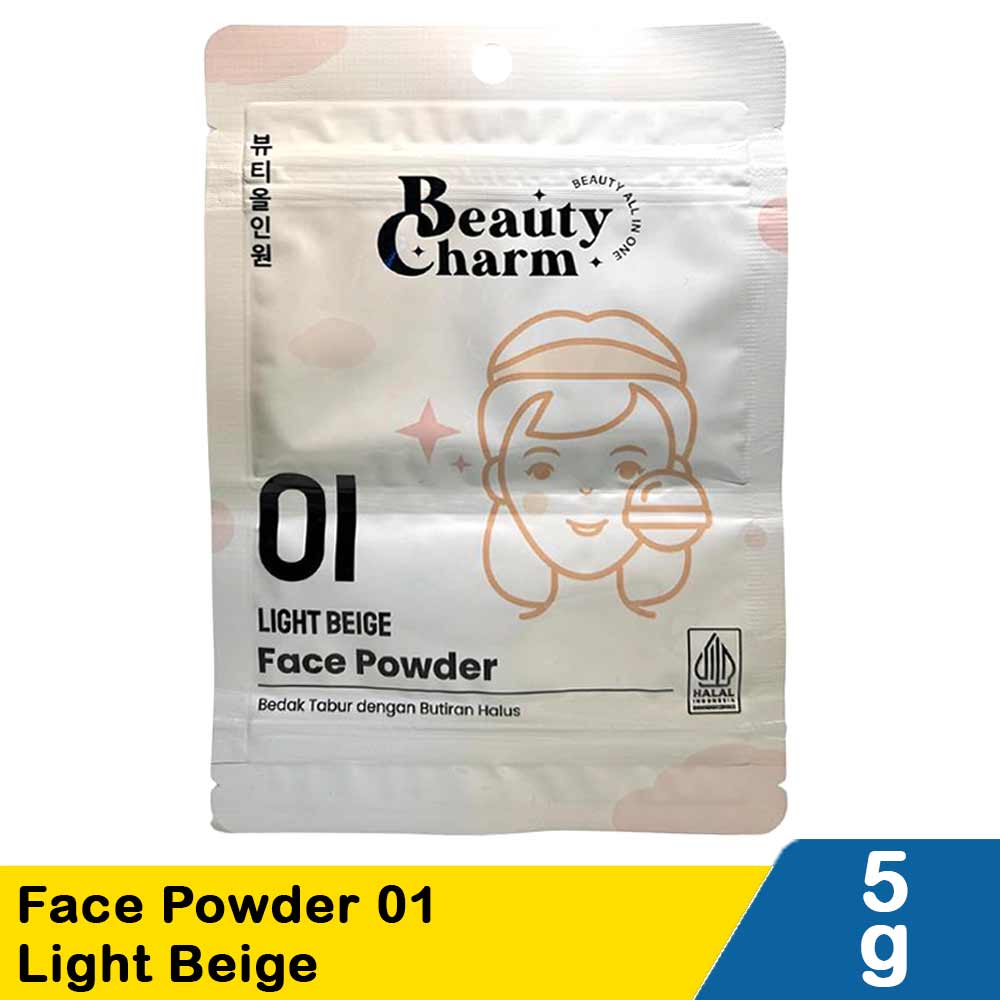 뷰티올인원
Beauty
Charm
BEAUTY ALL IN ONE
01
LIGHT BEIGE
Face Powder
Bedak Tabur dengan Butiran Halus
HALAL
INDONESIA
Face Powder 01
Light Beige
5
g